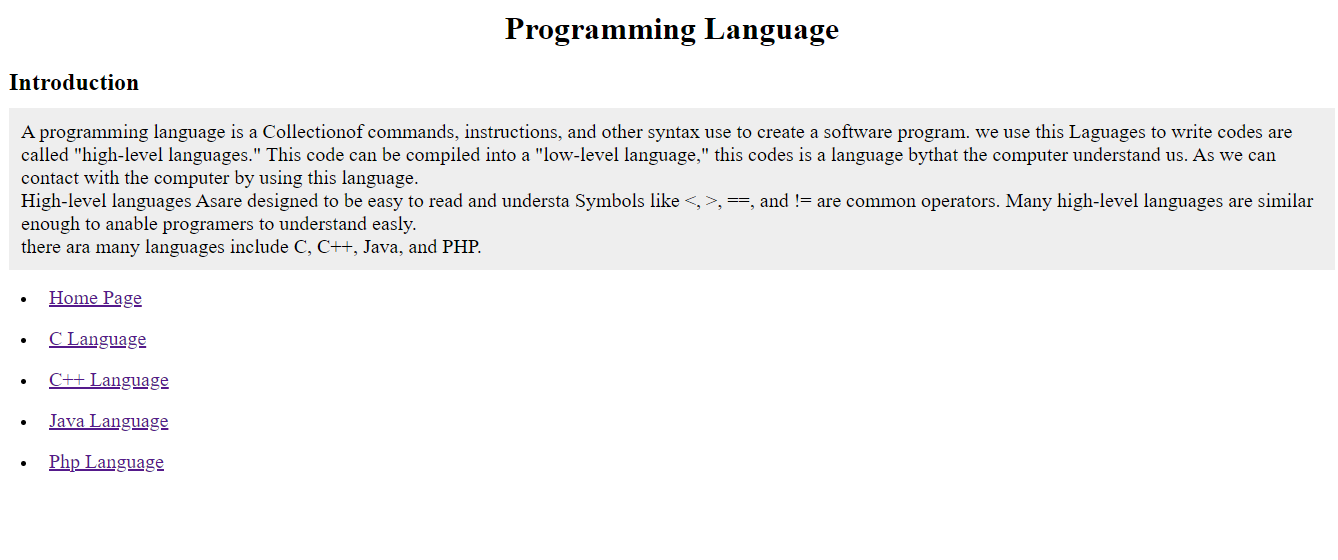 Programming Language
Introduction
A programming language is a Collectionof commands, instructions, and other syntax use to create a software program. we use this Laguages to write codes are
called "high-level languages." This code can be compiled into a "low-level language," this codes is a language bythat the computer understand us. As we can
contact with the computer by using this language.
High-level languages Asare designed to be easy to read and understa Symbols like <, >, ==, and != are common operators. Many high-level languages are similar
enough to anable programers to understand easly.
there ara many languages include C, C++, Java, and PHP.
• Home Page
• C Language
• C++ Language
• Java Language
• Php Language